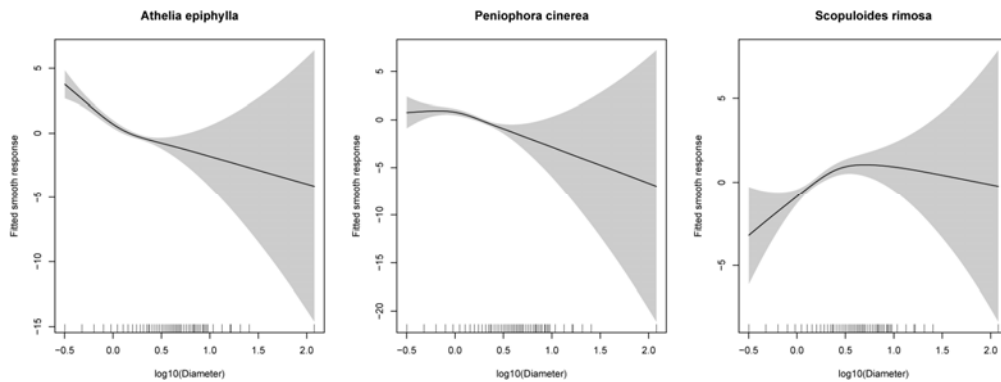 Athelia epiphylla
Fitted smooth response
5
0
−5
−10
−15
−0.5 0.0 0.5 1.0 1.5 2.0
log10(Diameter)
Peniophora cinerea
Fitted smooth response
5
0
−5
−10
−15
−20
−0.5 0.0 0.5 1.0 1.5 2.0
log10(Diameter)
Scopuloides rimosa
Fitted smooth response
5
0
−5
−0.5 0.0 0.5 1.0 1.5 2.0
log10(Diameter)